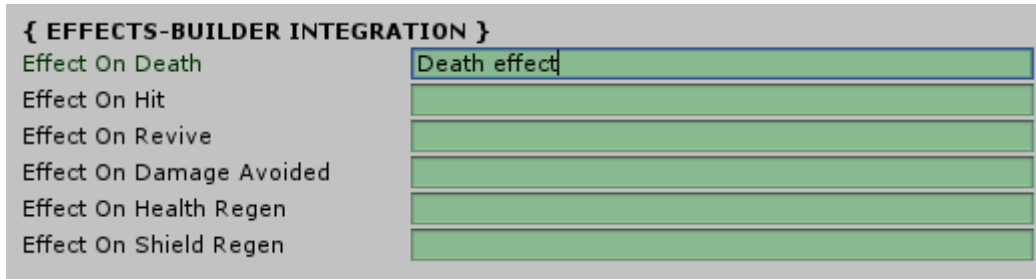 { EFFECTS-BUILDER INTEGRATION }
Effect On Death Death effect
Effect On Hit
Effect On Revive
Effect On Damage Avoided
Effect On Health Regen
Effect On Shield Regen